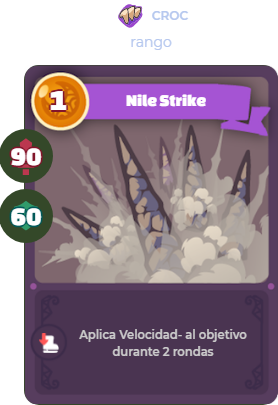 CROC
rango
1
Nile Strike
90
60
Aplica Velocidad- al objetivo
durante 2 rondas